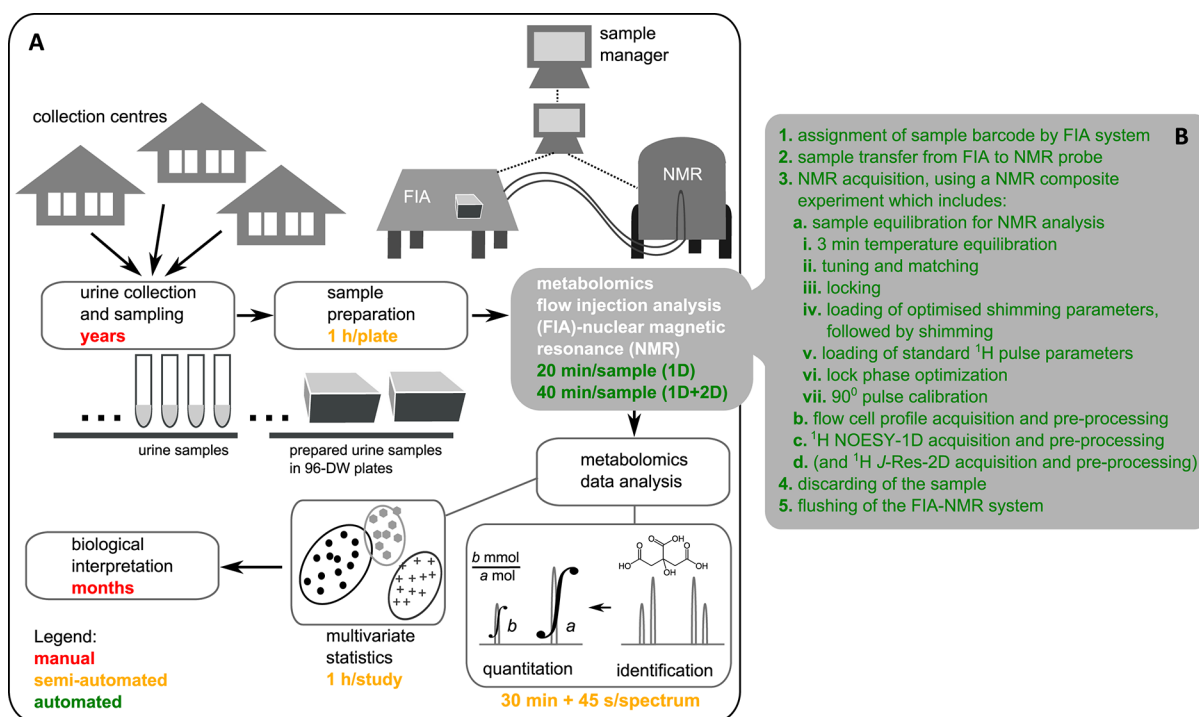 A
sample
manager
collection centres
FIA
NMR
urine collection
and sampling
years
sample
preparation
1 h/plate
metabolomics
flow injection analysis
(FIA)-nuclear magnetic
resonance (NMR)
20 min/sample (1D)
40 min/sample (1D+2D)
urine samples
prepared urine samples
in 96-DW plates
metabolomics
data analysis
biological
interpretation
months
multivariate
statistics
1 h/study
b mmol
a mol
b
a
quantitation
O
OH
O
O
HO
OH
OH
identification
30 min + 45 s/spectrum
Legend:
manual
semi-automated
automated
B
1. assignment of sample barcode by FIA system
2. sample transfer from FIA to NMR probe
3. NMR acquisition, using a NMR composite
experiment which includes:
a. sample equilibration for NMR analysis
i. 3 min temperature equilibration
ii. tuning and matching
iii. locking
iv. loading of optimised shimming parameters,
followed by shimming
v. loading of standard ¹H pulse parameters
vi. lock phase optimization
vii. 90⁰ pulse calibration
b. flow cell profile acquisition and pre-processing
c. ¹H NOESY-1D acquisition and pre-processing
d. (and ¹H J-Res-2D acquisition and pre-processing)
4. discarding of the sample
5. flushing of the FIA-NMR system